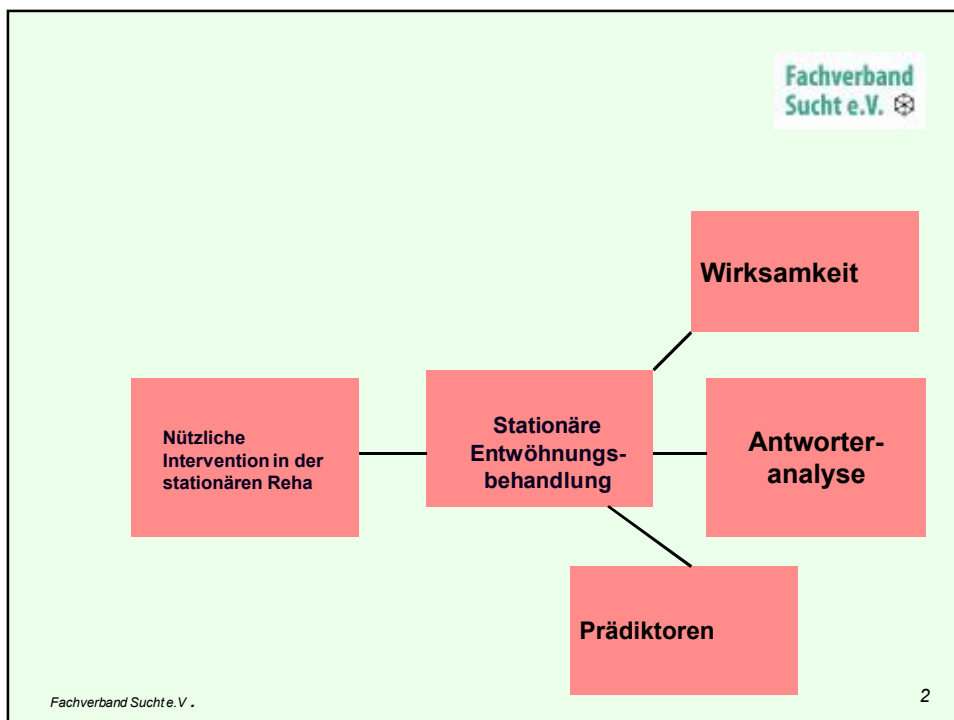 Fachverband
Sucht e.V.
Wirksamkeit
Nützliche
Intervention in der
stationären Reha
Stationäre
Entwöhnungs-
behandlung
Antworter-
analyse
Prädiktoren
Fachverband Sucht e.V .
2